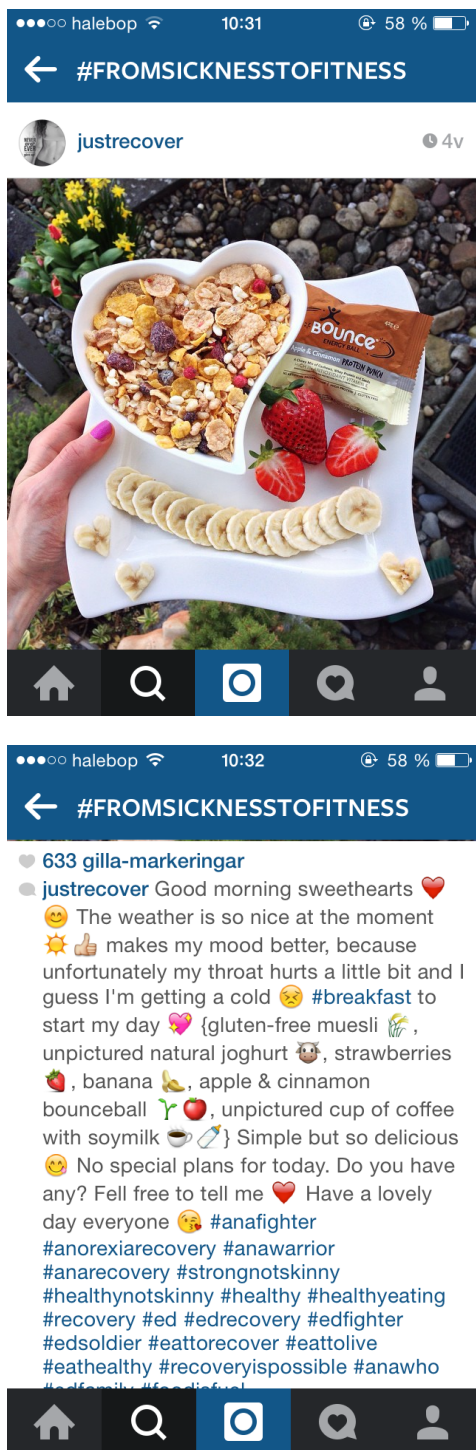 halebop 10:31 58 %
#FROMSICKNESSTOFITNESS
justrecover 4v
BOUNCE
ENERGY BALL
Apple & Cinnamon PROTEIN PUNCH
halebop 10:32 58 %
#FROMSICKNESSTOFITNESS
633 gilla-markeringar
justrecover Good morning sweethearts ❤️
😊 The weather is so nice at the moment
☀️ 👍 makes my mood better, because
unfortunately my throat hurts a little bit and I
guess I'm getting a cold 😣 #breakfast to
start my day 💖 {gluten-free muesli 🌾 ,
unpictured natural joghurt 🐮, strawberries
🍓, banana 🍌, apple & cinnamon
bounceball 🌱🍎, unpictured cup of coffee
with soymilk ☕🍼} Simple but so delicious
😋 No special plans for today. Do you have
any? Fell free to tell me ❤️ Have a lovely
day everyone 😘 #anafighter
#anorexiarecovery #anawarrior
#anarecovery #strongnotskinny
#healthynotskinny #healthy #healthyeating
#recovery #ed #edrecovery #edfighter
#edsoldier #eattorecover #eattolive
#eathealthy #recoveryispossible #anawho
#edfamily #foodisfuel